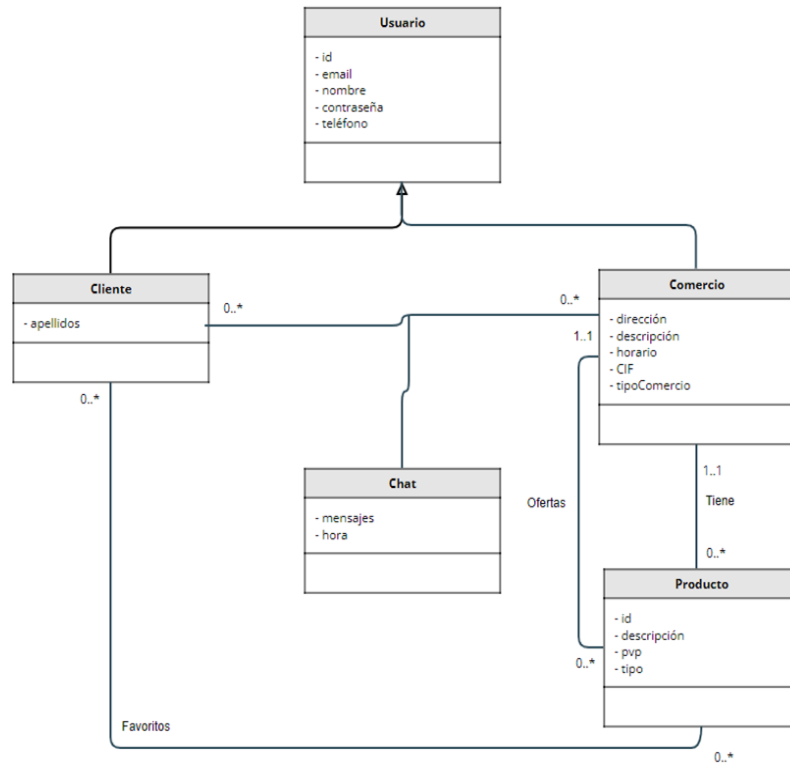 Usuario
- id
- email
- nombre
- contraseña
- teléfono
Cliente
- apellidos
0..*
0..*
Comercio
- dirección
- descripción
- horario
- CIF
- tipoComercio
1..1
0..*
Chat
- mensajes
- hora
Ofertas
1..1
Tiene
0..*
Producto
- id
- descripción
- pvp
- tipo
0..*
Favoritos
0..*